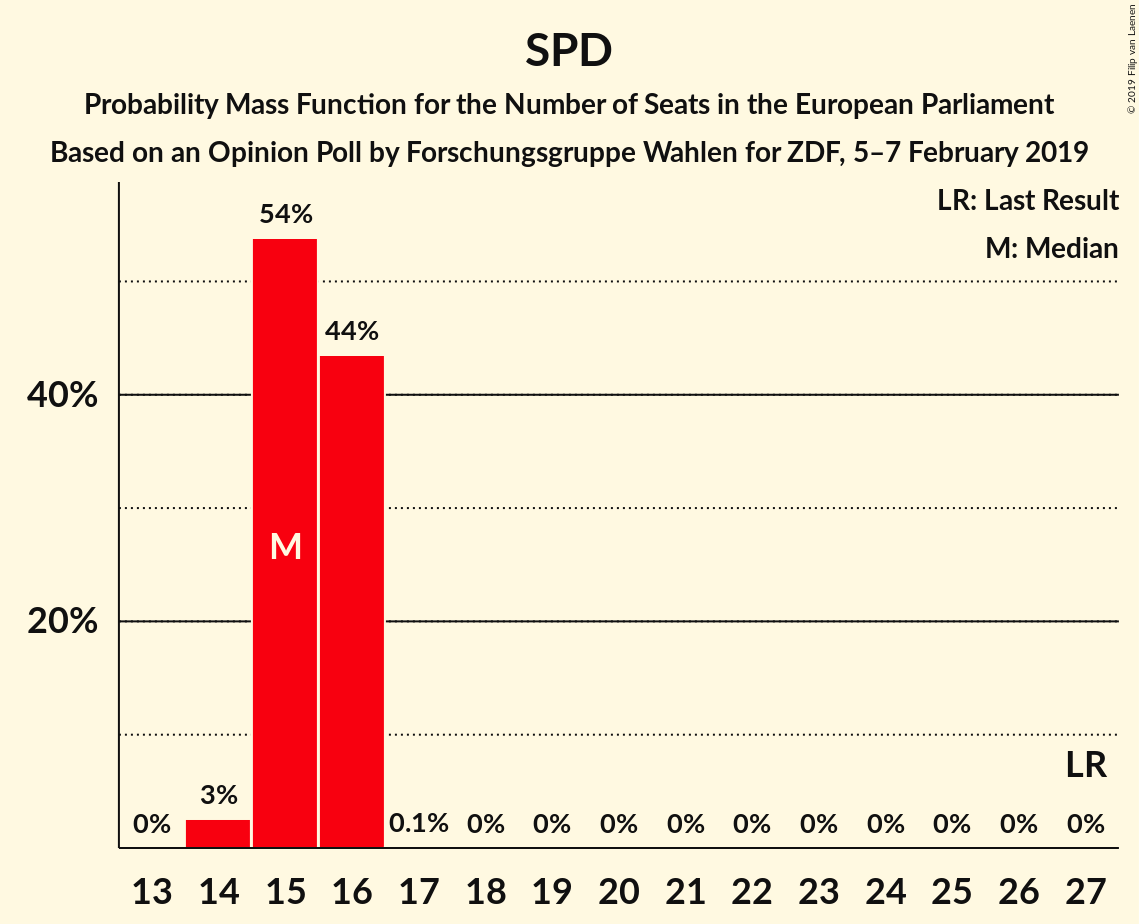 SPD
Probability Mass Function for the Number of Seats in the European Parliament
Based on an Opinion Poll by Forschungsgruppe Wahlen for ZDF, 5–7 February 2019
© 2019 Filip van Laenen
LR: Last Result
M: Median
54%
44%
40%
M
20%
LR
3%
0% 0.1% 0% 0% 0% 0% 0% 0% 0% 0% 0% 0%
13 14 15 16 17 18 19 20 21 22 23 24 25 26 27